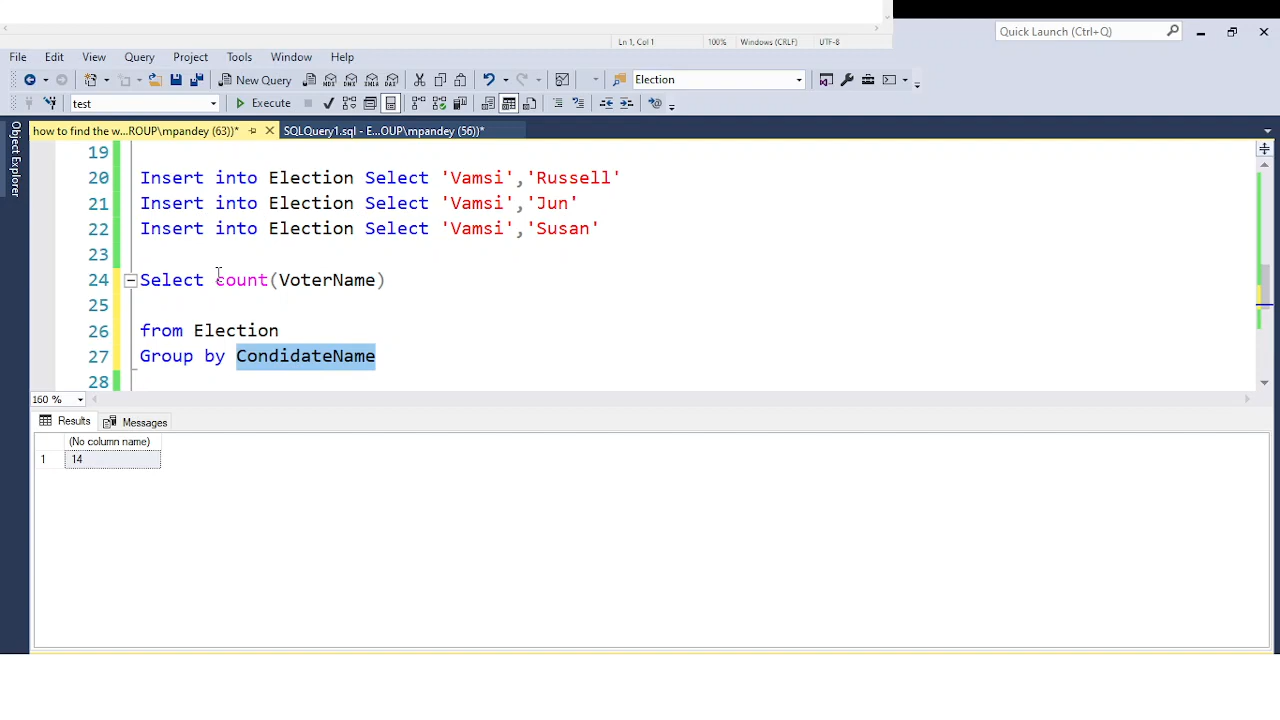 Ln 1, Col 1 100% Windows (CRLF) UTF-8
Quick Launch (Ctrl+Q)
File Edit View Query Project Tools Window Help
New Query Election
test Execute
how to find the w...ROUP\mpandey (63))* SQLQuery1.sql - E...OUP\mpandey (56))*
Object Explorer
19
20 Insert into Election Select 'Vamsi','Russell'
21 Insert into Election Select 'Vamsi','Jun'
22 Insert into Election Select 'Vamsi','Susan'
23
24 Select count(VoterName)
25
26 from Election
27 Group by CondidateName
28
160 %
Results Messages
(No column name)
1 14